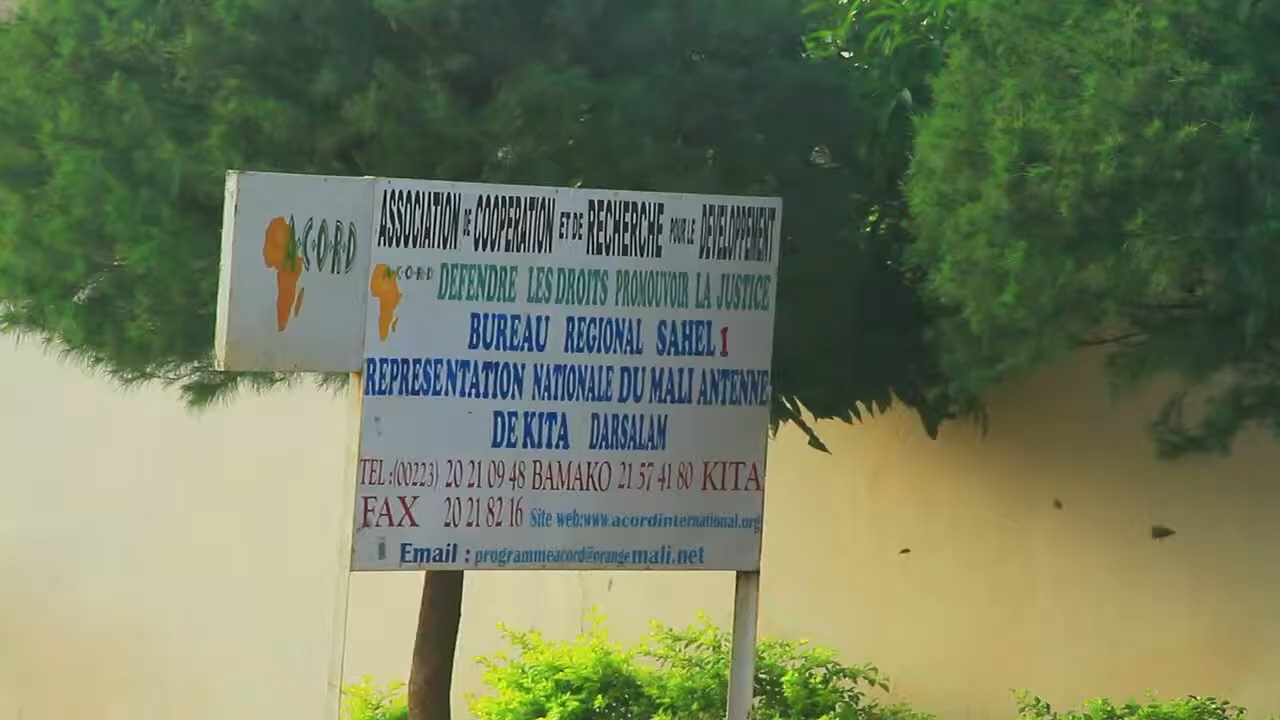 ACORD
ASSOCIATION DE COOPERATION ET DE RECHERCHE POUR LE DEVELOPPEMENT
ACORD DEFENDRE LES DROITS PROMOUVOIR LA JUSTICE
BUREAU REGIONAL SAHEL 1
REPRESENTATION NATIONALE DU MALI ANTENNE
DE KITA DARSALAM
TEL :(00223) 20 21 09 48 BAMAKO 21 57 41 80 KITA
FAX 20 21 82 16 Site web:www.acordinternational.org
Email : programmeacord@orangemali.net